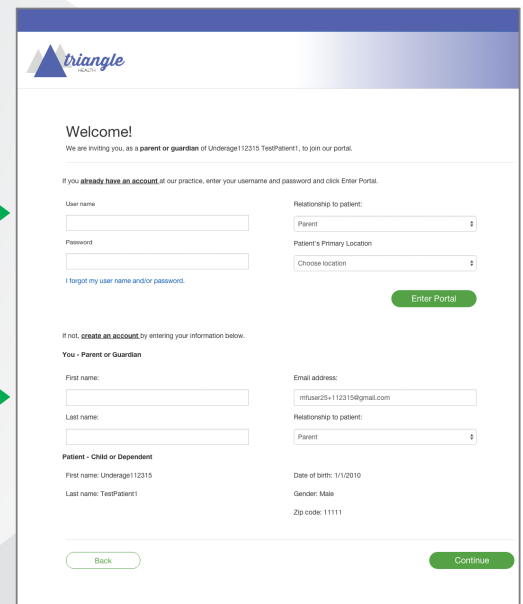 triangle
HEALTH
Welcome!
We are inviting you, as a parent or guardian of Underage112315 TestPatient1, to join our portal.
If you already have an account at our practice, enter your username and password and click Enter Portal.
User name
Relationship to patient:
Parent
Password
Patient's Primary Location
Choose location
I forgot my user name and/or password.
Enter Portal
If not, create an account by entering your information below.
You - Parent or Guardian
First name:
Email address:
mfuser25+112315@gmail.com
Last name:
Relationship to patient:
Parent
Patient - Child or Dependent
First name: Underage112315
Date of birth: 1/1/2010
Last name: TestPatient1
Gender: Male
Zip code: 11111
Back
Continue